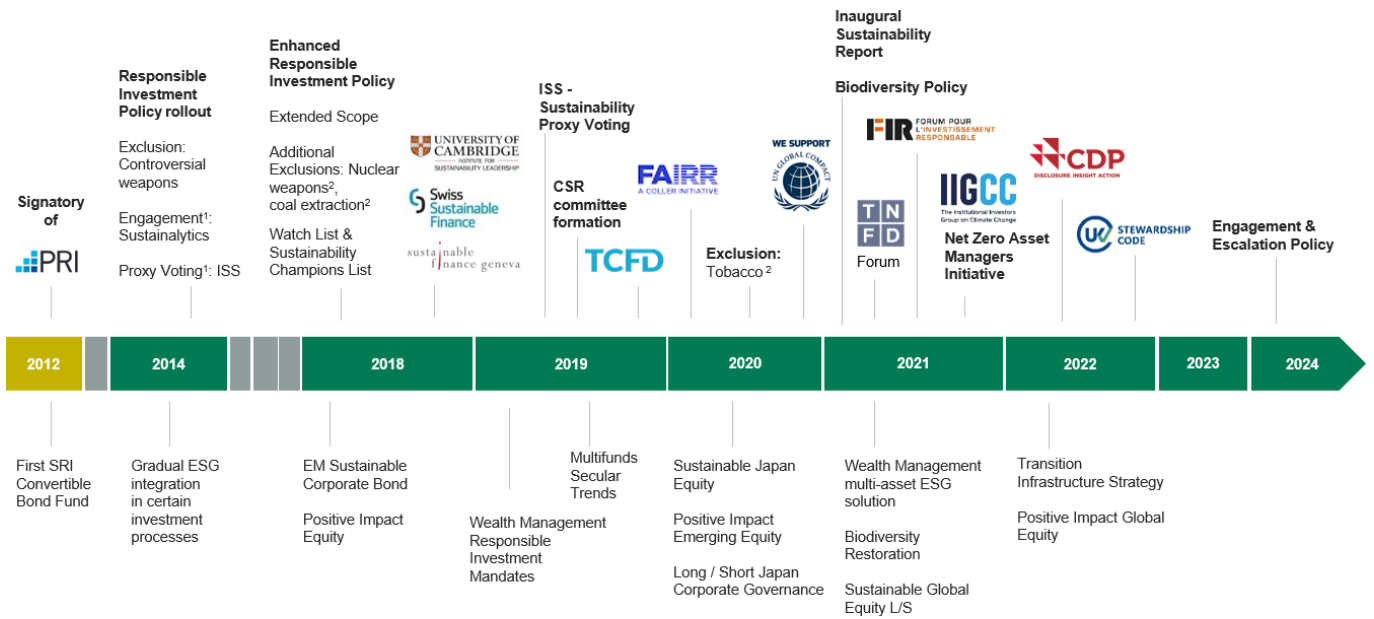 Signatory
of
PRI
Responsible
Investment
Policy rollout
Exclusion:
Controversial
weapons
Engagement¹:
Sustainalytics
Proxy Voting¹: ISS
Enhanced
Responsible
Investment Policy
Extended Scope
Additional
Exclusions: Nuclear
weapons²,
coal extraction²
Watch List &
Sustainability
Champions List
UNIVERSITY OF
CAMBRIDGE
INSTITUTE FOR
SUSTAINABILITY LEADERSHIP
Swiss
Sustainable
Finance
sustainable
finance geneva
ISS -
Sustainability
Proxy Voting
CSR
committee
formation
TCFD
FAIRR
A COLLER INITIATIVE
Exclusion:
Tobacco ²
WE SUPPORT
UN GLOBAL COMPACT
Inaugural
Sustainability
Report
Biodiversity Policy
FIR
FORUM POUR
L'INVESTISSEMENT
RESPONSABLE
TN
FD
Forum
IIGCC
The Institutional Investors
Group on Climate Change
Net Zero Asset
Managers
Initiative
CDP
DISCLOSURE INSIGHT ACTION
UK STEWARDSHIP
CODE
Engagement &
Escalation Policy
2012
2014
2018
2019
2020
2021
2022
2023
2024
First SRI
Convertible
Bond Fund
Gradual ESG
integration
in certain
investment
processes
EM Sustainable
Corporate Bond
Positive Impact
Equity
Wealth Management
Responsible
Investment
Mandates
Multifunds
Secular
Trends
Sustainable Japan
Equity
Positive Impact
Emerging Equity
Long / Short Japan
Corporate Governance
Wealth Management
multi-asset ESG
solution
Biodiversity
Restoration
Sustainable Global
Equity L/S
Transition
Infrastructure Strategy
Positive Impact Global
Equity